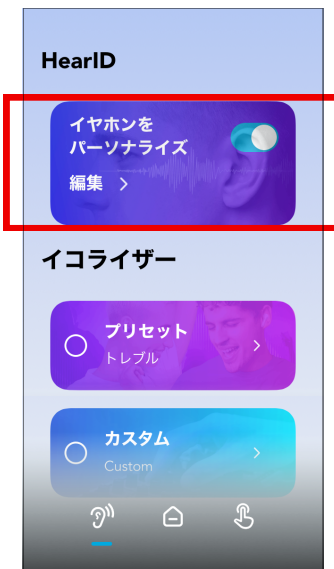 HearID
イヤホンを
パーソナライズ
編集 >
イコライザー
プリセット
トレブル
カスタム
Custom